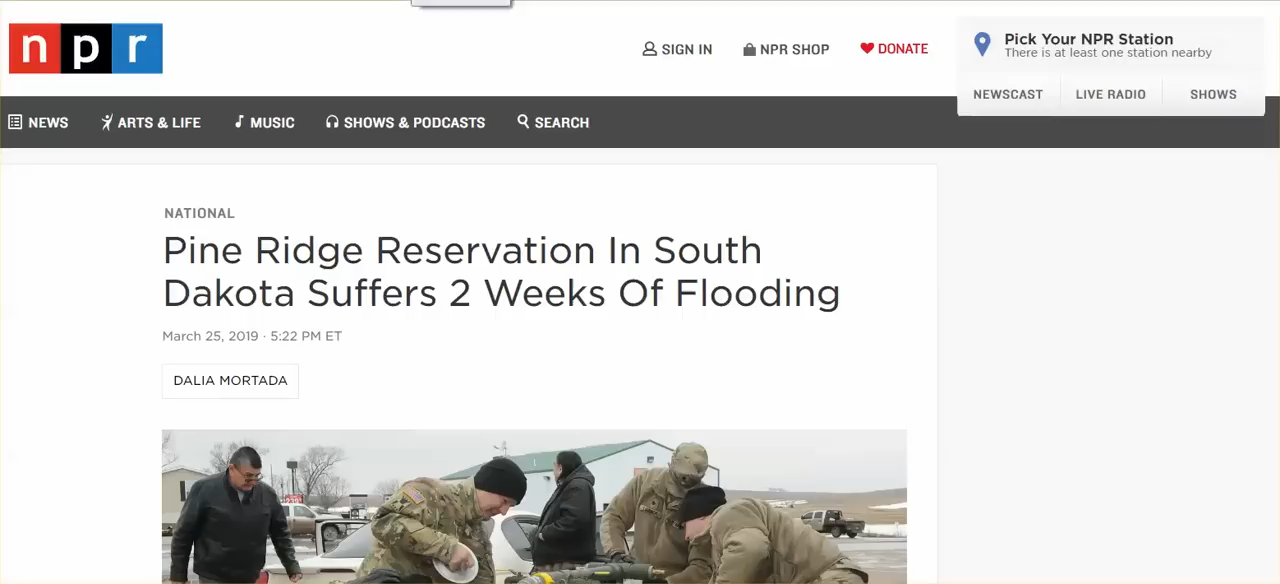 npr
SIGN IN
NPR SHOP
DONATE
Pick Your NPR Station
There is at least one station nearby
NEWSCAST
LIVE RADIO
SHOWS
NEWS
ARTS & LIFE
MUSIC
SHOWS & PODCASTS
SEARCH
NATIONAL
Pine Ridge Reservation In South
Dakota Suffers 2 Weeks Of Flooding
March 25, 2019 · 5:22 PM ET
DALIA MORTADA